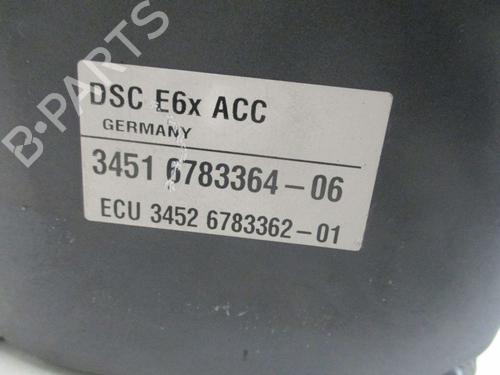 B-PARTS
DSC E6x ACC
GERMANY
3451 6783364-06
ECU 3452 6783362-01